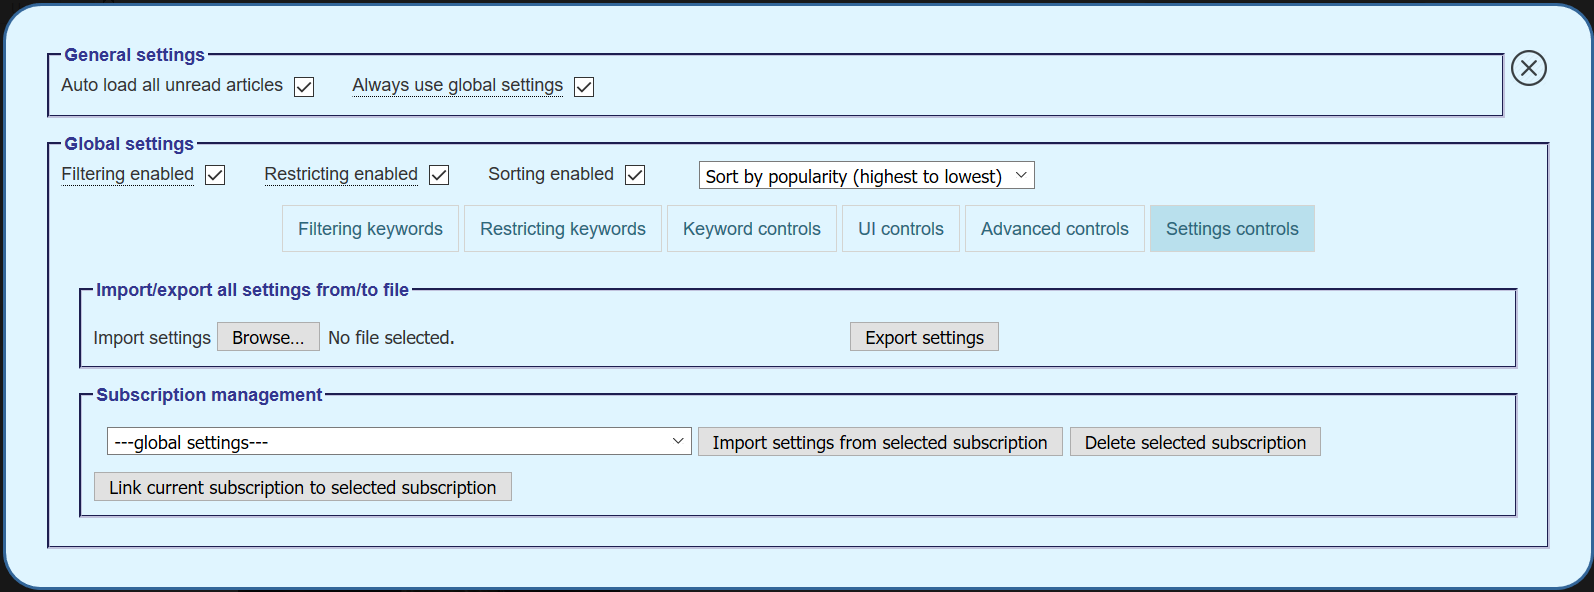 General settings
Auto load all unread articles Always use global settings
Global settings
Filtering enabled Restricting enabled Sorting enabled Sort by popularity (highest to lowest)
Filtering keywords Restricting keywords Keyword controls UI controls Advanced controls Settings controls
Import/export all settings from/to file
Import settings Browse... No file selected. Export settings
Subscription management
---global settings--- Import settings from selected subscription Delete selected subscription
Link current subscription to selected subscription